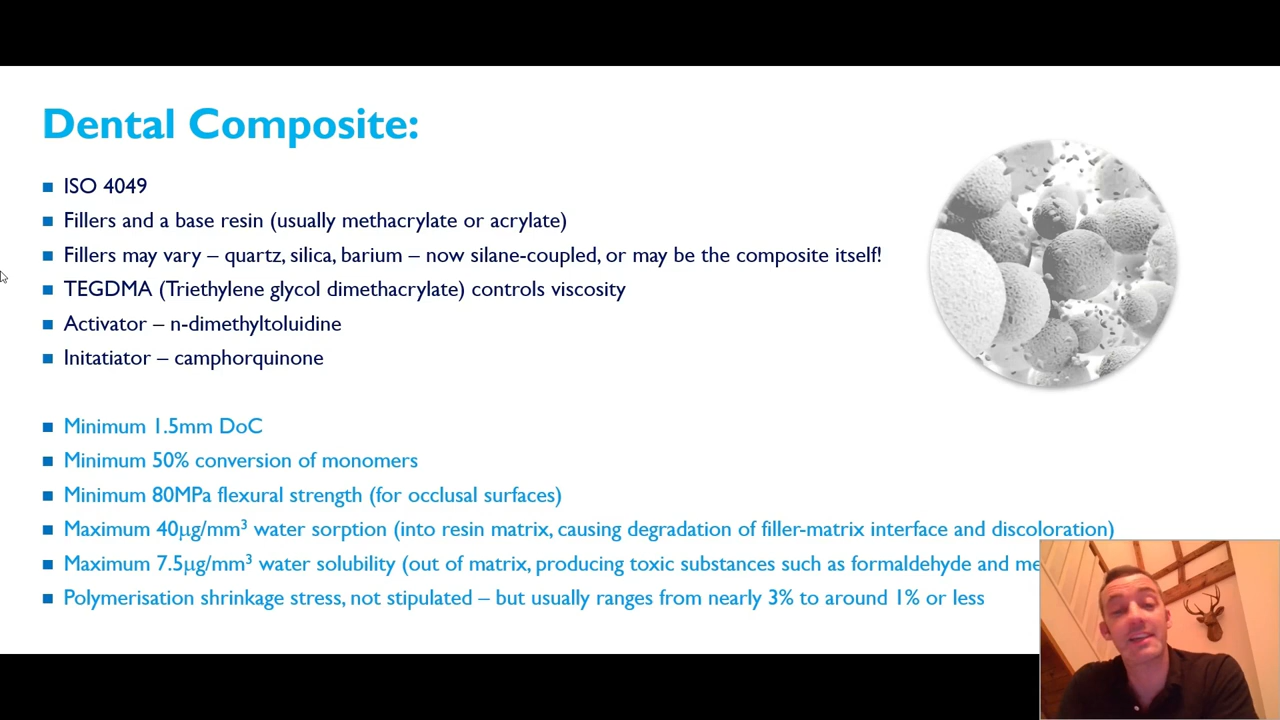 Dental Composite:
■ ISO 4049
■ Fillers and a base resin (usually methacrylate or acrylate)
■ Fillers may vary – quartz, silica, barium – now silane-coupled, or may be the composite itself!
■ TEGDMA (Triethylene glycol dimethacrylate) controls viscosity
■ Activator – n-dimethyltoluidine
■ Initatiator – camphorquinone
■ Minimum 1.5mm DoC
■ Minimum 50% conversion of monomers
■ Minimum 80MPa flexural strength (for occlusal surfaces)
■ Maximum 40µg/mm³ water sorption (into resin matrix, causing degradation of filler-matrix interface and discoloration)
■ Maximum 7.5µg/mm³ water solubility (out of matrix, producing toxic substances such as formaldehyde and
■ Polymerisation shrinkage stress, not stipulated – but usually ranges from nearly 3% to around 1% or less